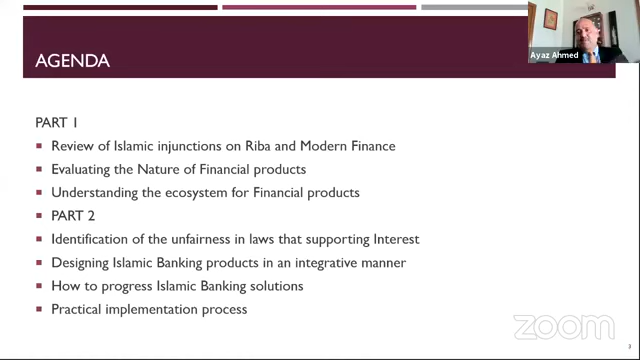 Ayaz Ahmed
AGENDA
PART 1
Review of Islamic injunctions on Riba and Modern Finance
Evaluating the Nature of Financial products
Understanding the ecosystem for Financial products
PART 2
Identification of the unfairness in laws that supporting Interest
Designing Islamic Banking products in an integrative manner
How to progress Islamic Banking solutions
Practical implementation process
zoom
3